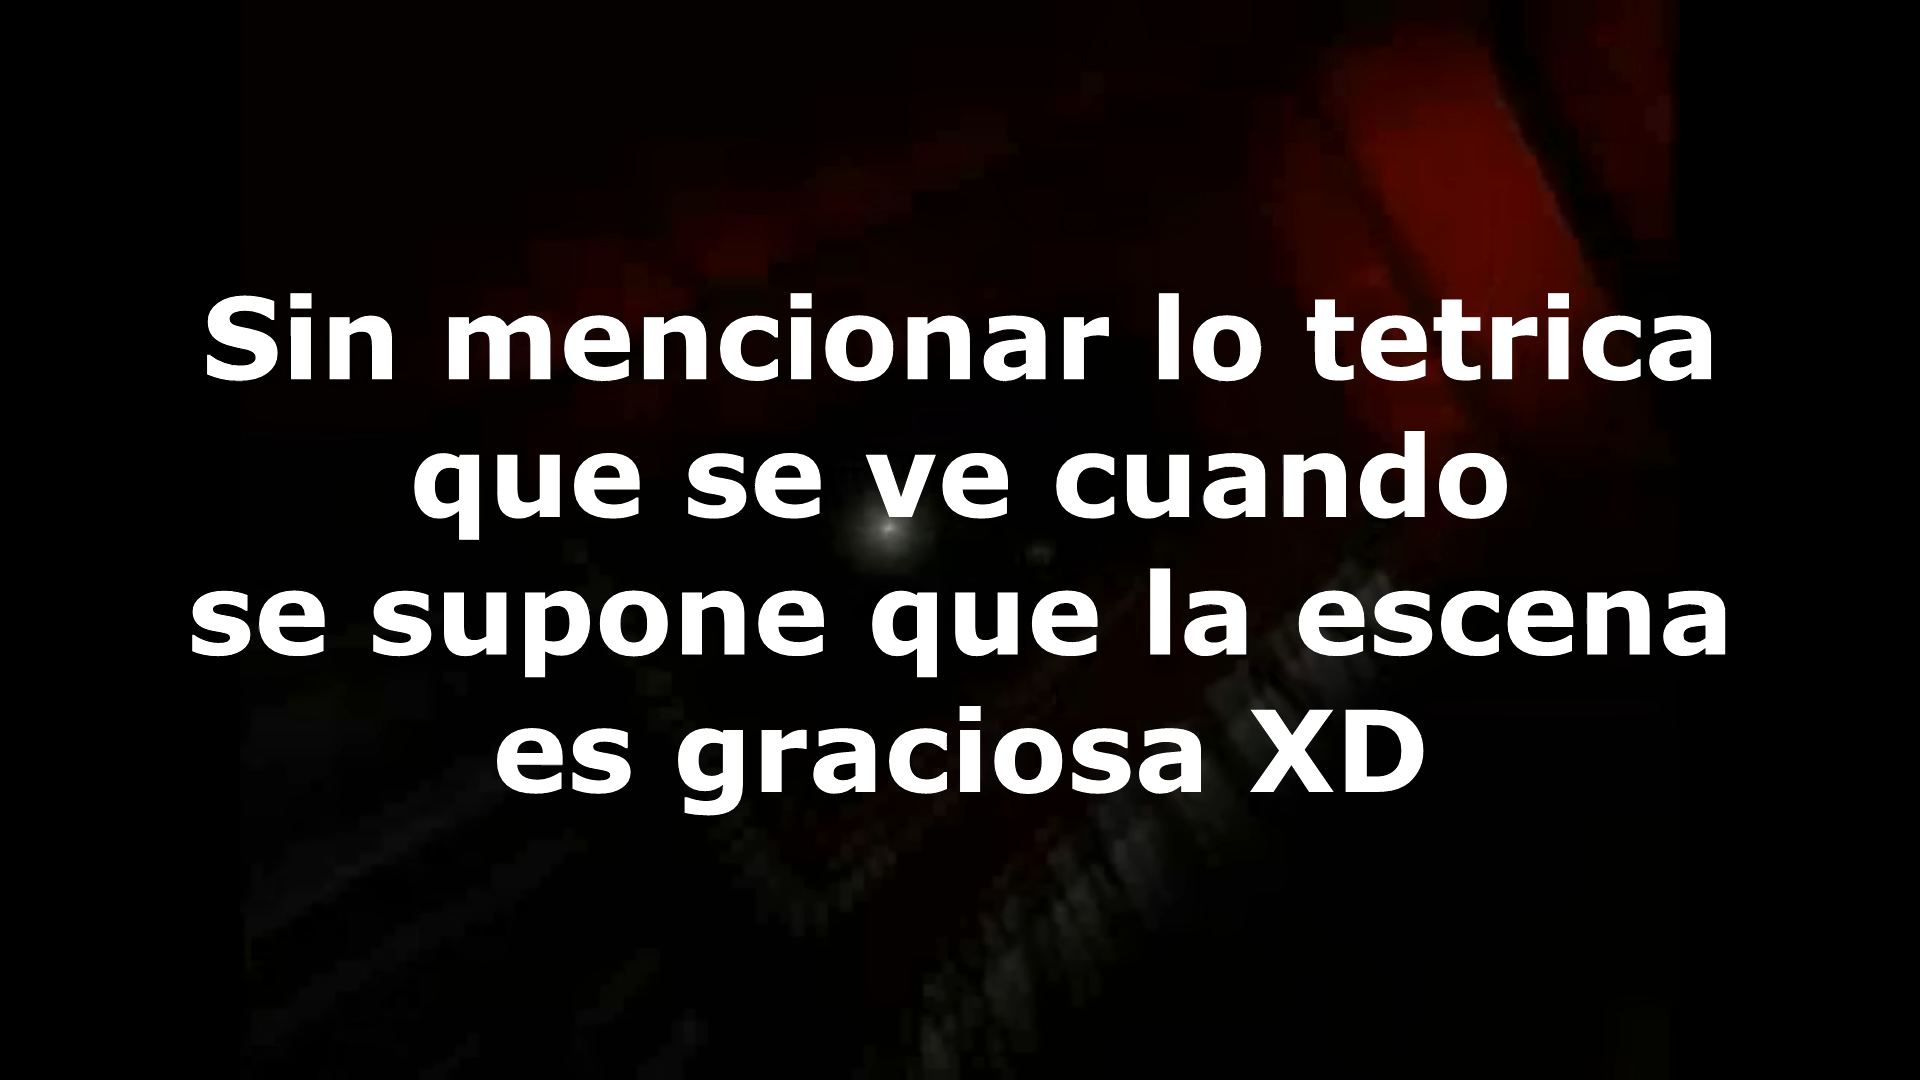 Sin mencionar lo tetrica
que se ve cuando
se supone que la escena
es graciosa XD